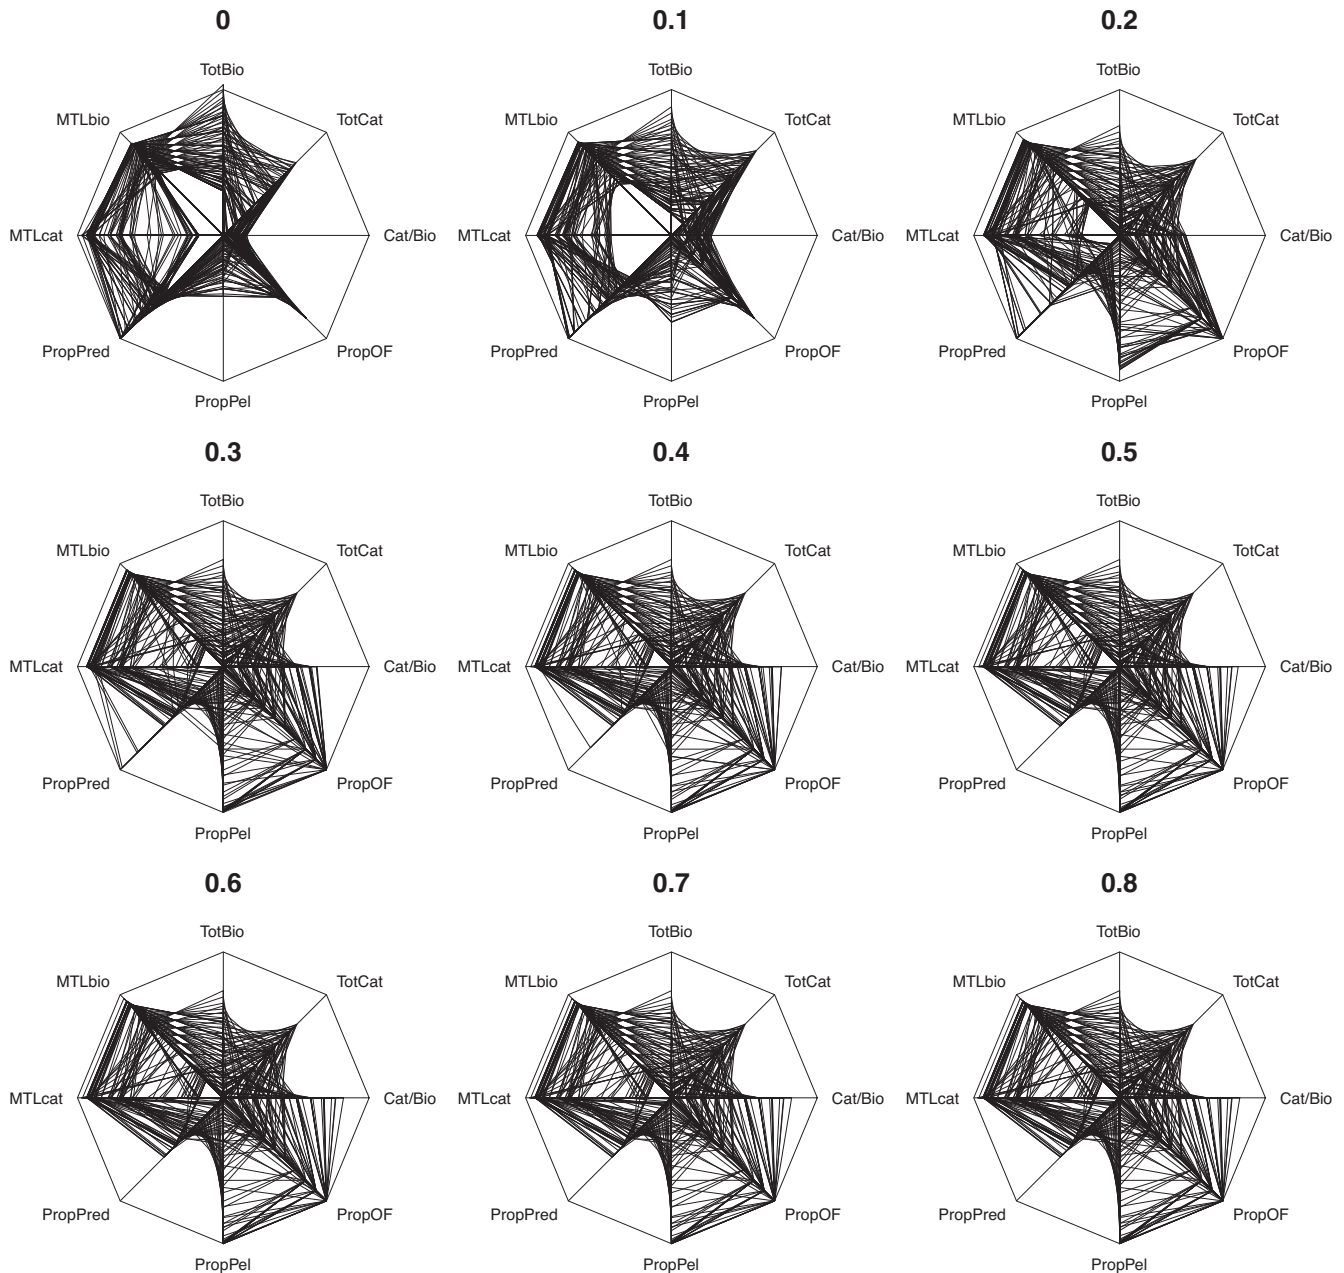 0 0.1 0.2
TotBio TotBio TotBio
MTLbio TotCat MTLbio TotCat MTLbio TotCat
MTLcat Cat/Bio MTLcat Cat/Bio MTLcat Cat/Bio
PropPred PropOF PropPred PropOF PropPred PropOF
PropPel PropPel PropPel
0.3 0.4 0.5
TotBio TotBio TotBio
MTLbio TotCat MTLbio TotCat MTLbio TotCat
MTLcat Cat/Bio MTLcat Cat/Bio MTLcat Cat/Bio
PropPred PropOF PropPred PropOF PropPred PropOF
PropPel PropPel PropPel
0.6 0.7 0.8
TotBio TotBio TotBio
MTLbio TotCat MTLbio TotCat MTLbio TotCat
MTLcat Cat/Bio MTLcat Cat/Bio MTLcat Cat/Bio
PropPred PropOF PropPred PropOF PropPred PropOF
PropPel PropPel PropPel